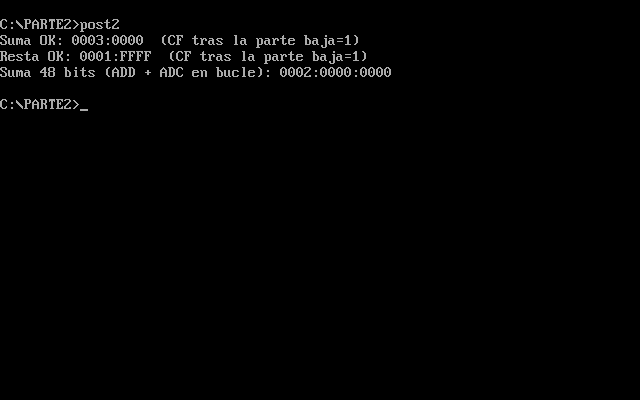 C:\PARTE2>post2
Suma OK: 0003:0000  (CF tras la parte baja=1)
Resta OK: 0001:FFFF  (CF tras la parte baja=1)
Suma 48 bits (ADD + ADC en bucle): 0002:0000:0000
C:\PARTE2>_